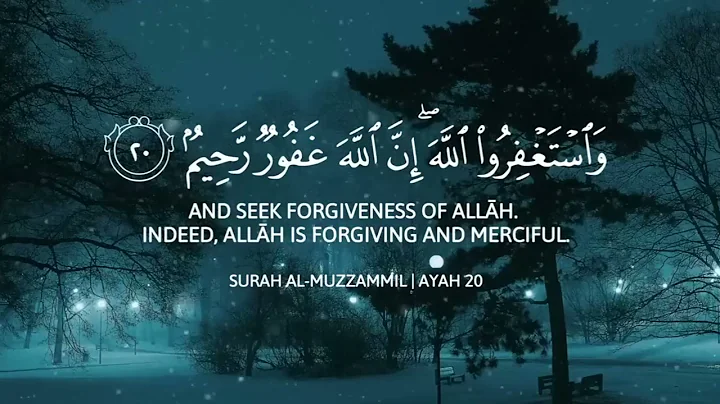 وَٱسْتَغْفِرُوا۟ ٱللَّهَ ۖ إِنَّ ٱللَّهَ غَفُورٌ رَّحِيمٌۢ ٢٠
AND SEEK FORGIVENESS OF ALLĀH.
INDEED, ALLĀH IS FORGIVING AND MERCIFUL.
SURAH AL-MUZZAMMIL | AYAH 20